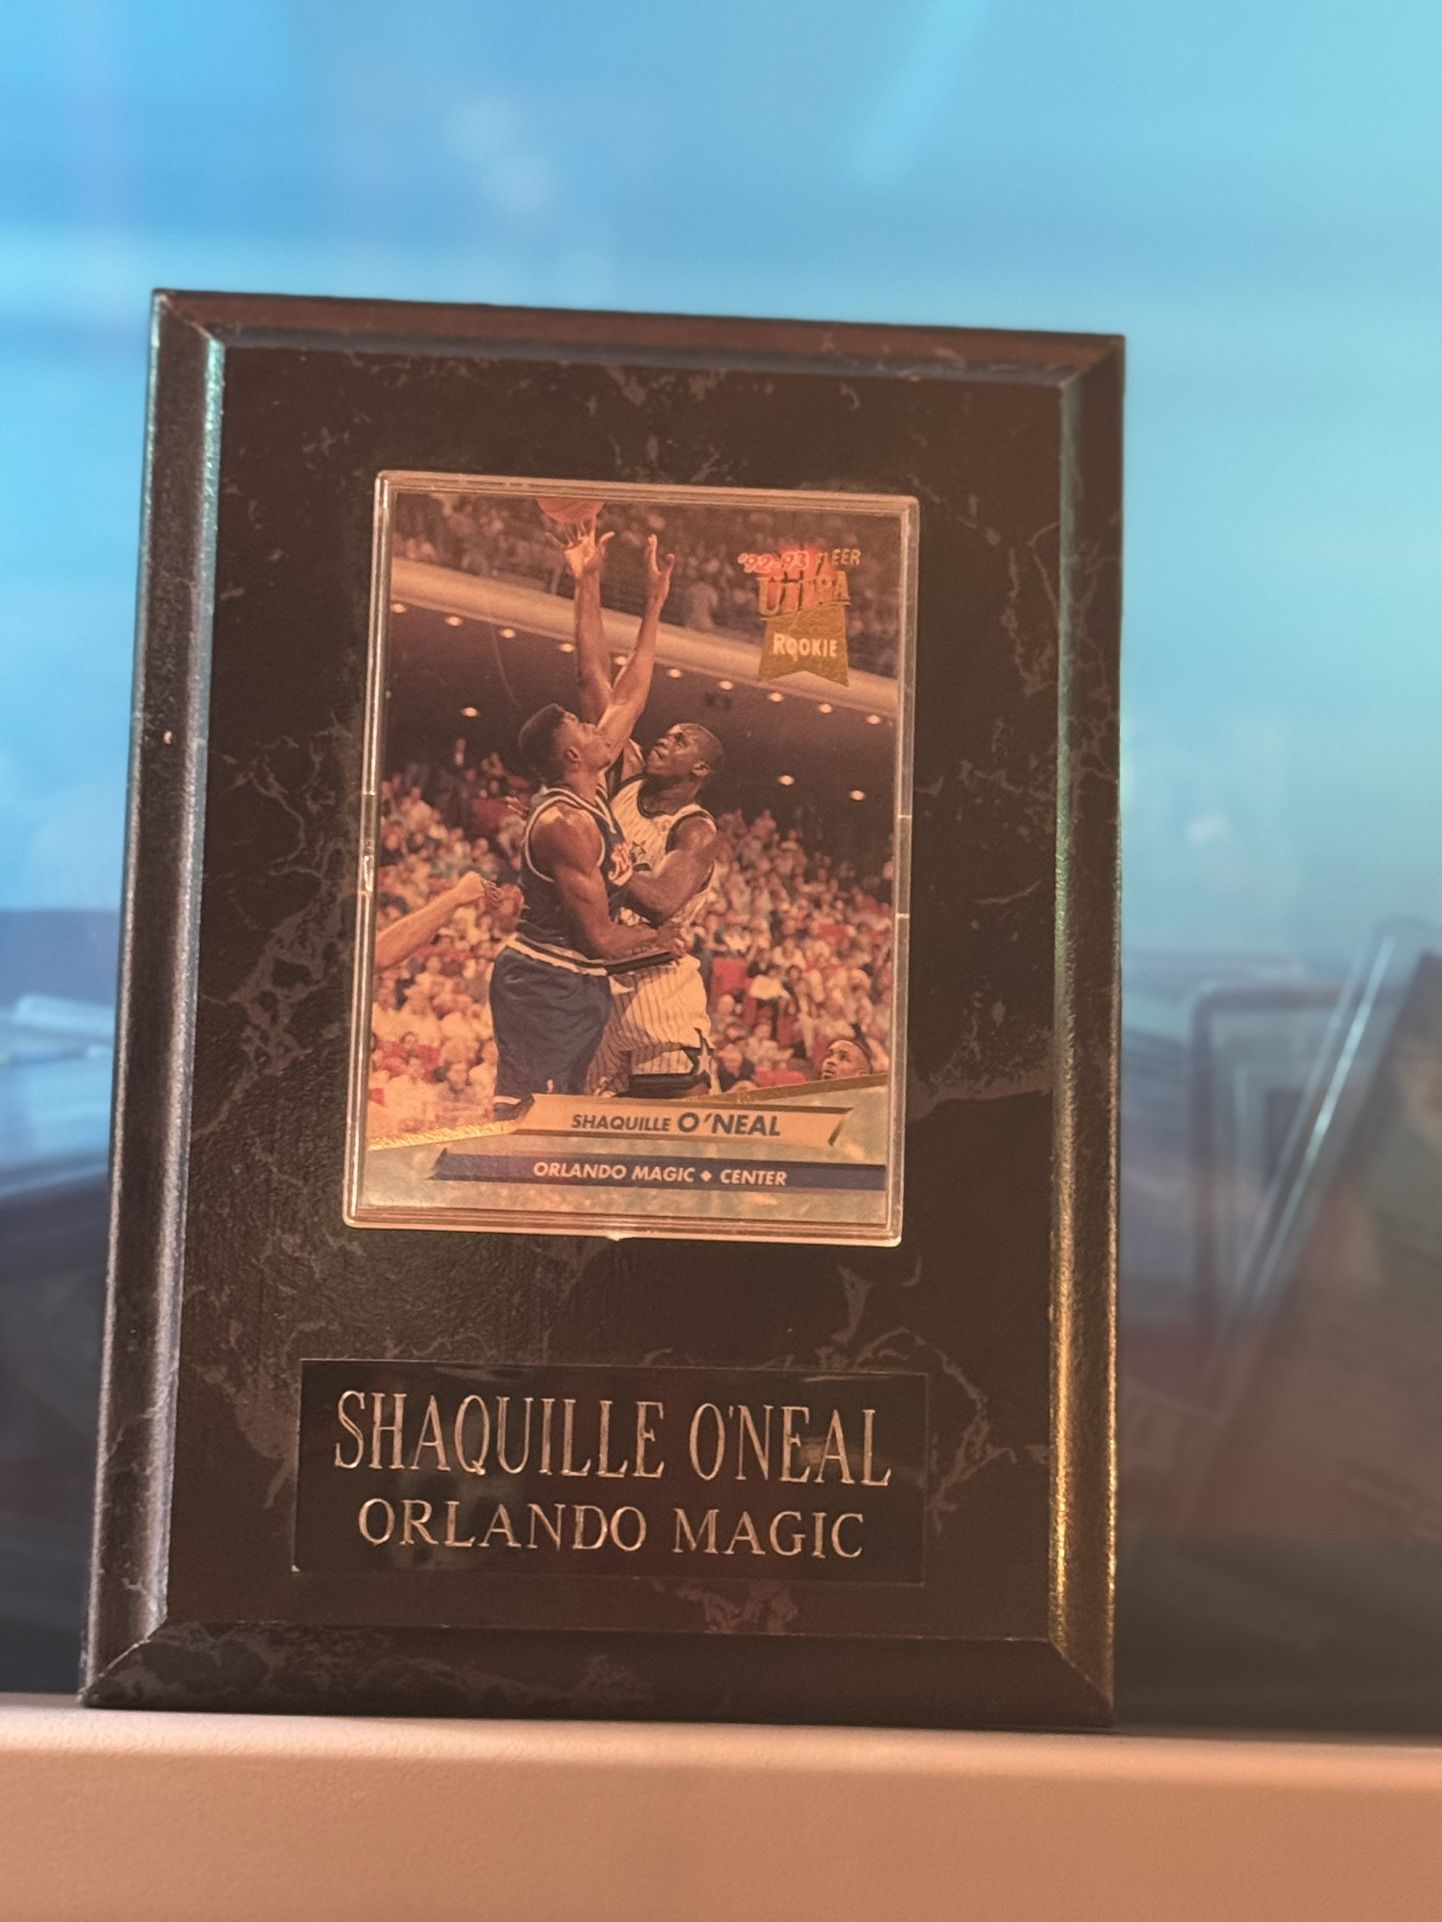 '92-93 FLEER
ULTRA
ROOKIE
SHAQUILLE O'NEAL
ORLANDO MAGIC ◆ CENTER
SHAQUILLE O'NEAL
ORLANDO MAGIC